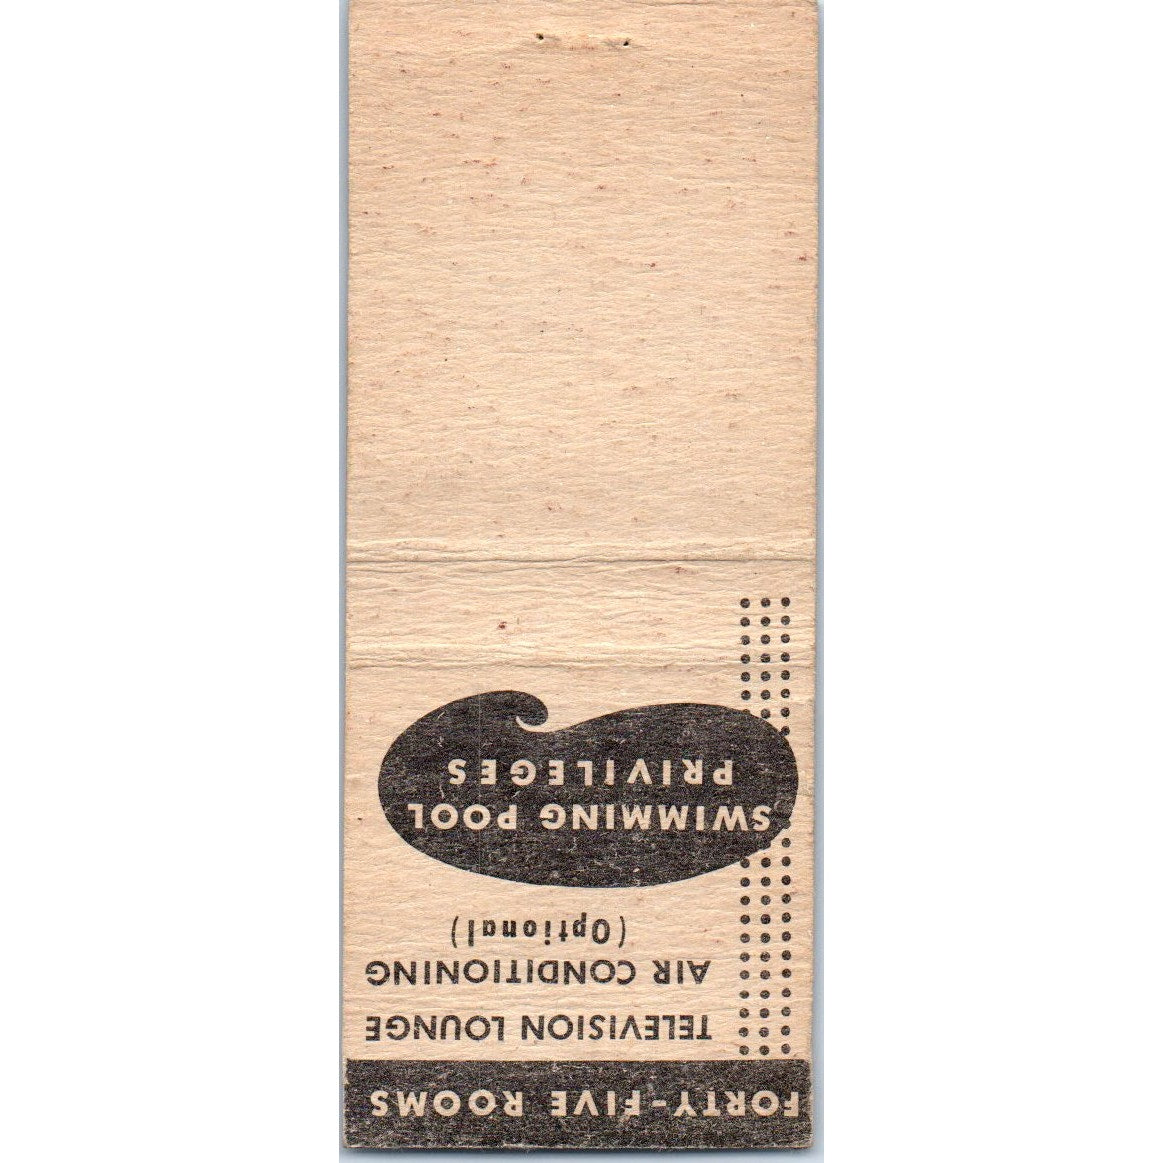 FORTY-FIVE ROOMS
TELEVISION LOUNGE
AIR CONDITIONING
(Optional)
SWIMMING POOL
PRIVILEGES